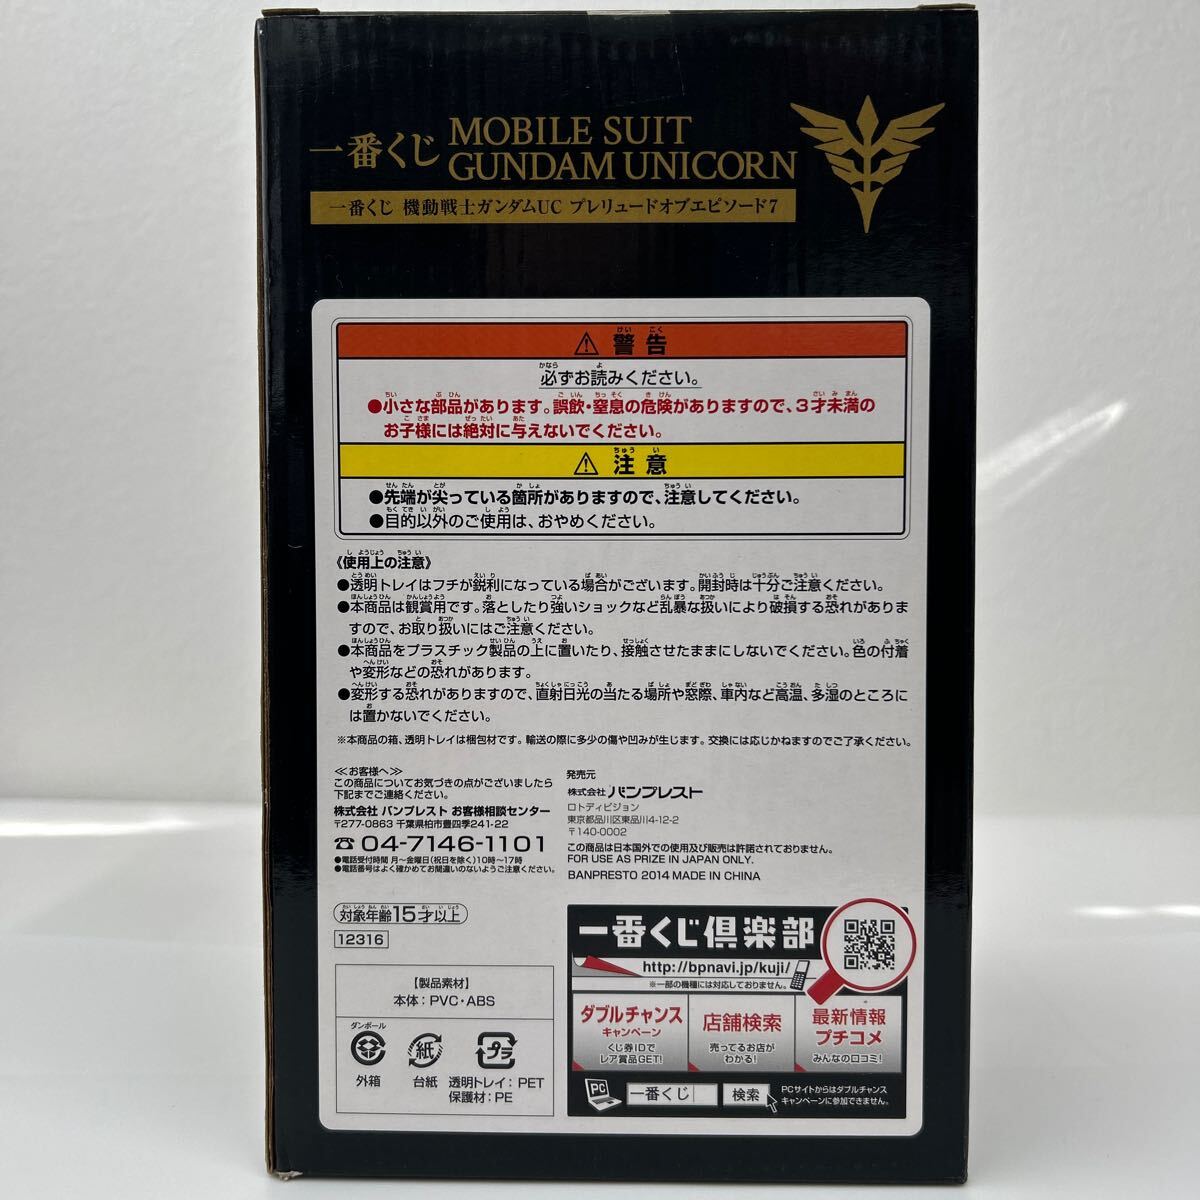 一番くじ MOBILE SUIT
GUNDAM UNICORN
一番くじ 機動戦士ガンダムUC プレリュードオブエピソード7
⚠ 警告
必ずお読みください。
●小さな部品があります。誤飲・窒息の危険がありますので、3才未満の
お子様には絶対に与えないでください。
⚠ 注意
●先端が尖っている箇所がありますので、注意してください。
●目的以外のご使用は、おやめください。
《使用上の注意》
●透明トレイはフチが鋭利になっている場合がございます。開封時は十分ご注意ください。
●本商品は観賞用です。落としたり強いショックなど乱暴な扱いにより破損する恐れがありま
すので、お取り扱いにはご注意ください。
●本商品をプラスチック製品の上に置いたり、接触させたままにしないでください。色の付着
や変形などの恐れがあります。
●変形する恐れがありますので、直射日光の当たる場所や窓際、車内など高温、多湿のところに
は置かないでください。
※本商品の箱、透明トレイは梱包材です。輸送の際に多少の傷や凹みが生じます。交換には応じかねますのでご了承ください。
≪お客様へ≫
この商品についてお気づきの点がございましたら
下記までご連絡ください。
株式会社 バンプレスト お客様相談センター
〒277-0863 千葉県柏市豊四季241-22
☎ 04-7146-1101
●電話受付時間 月〜金曜日(祝日を除く)10時〜17時
●電話番号はよく確かめてお間違いのないようご注意ください。
発売元
株式会社 バンプレスト
ロトディビジョン
東京都品川区東品川4-12-2
〒140-0002
この商品は日本国外での使用及び販売は許諾されておりません。
FOR USE AS PRIZE IN JAPAN ONLY.
BANPRESTO 2014 MADE IN CHINA
対象年齢15才以上
12316
【製品素材】
本体：PVC・ABS
ダンボール
外箱
紙
台紙
プラ
透明トレイ：PET
保護材：PE
一番くじ倶楽部
http://bpnavi.jp/kuji/
※一部の機種には対応しておりません。
ダブルチャンス
キャンペーン
くじ券IDで
レア賞品GET!
店舗検索
売ってるお店が
わかる!
最新情報
プチコメ
みんなの口コミ!
PC
一番くじ
検索
PCサイトからはダブルチャンス
キャンペーンに参加できません。